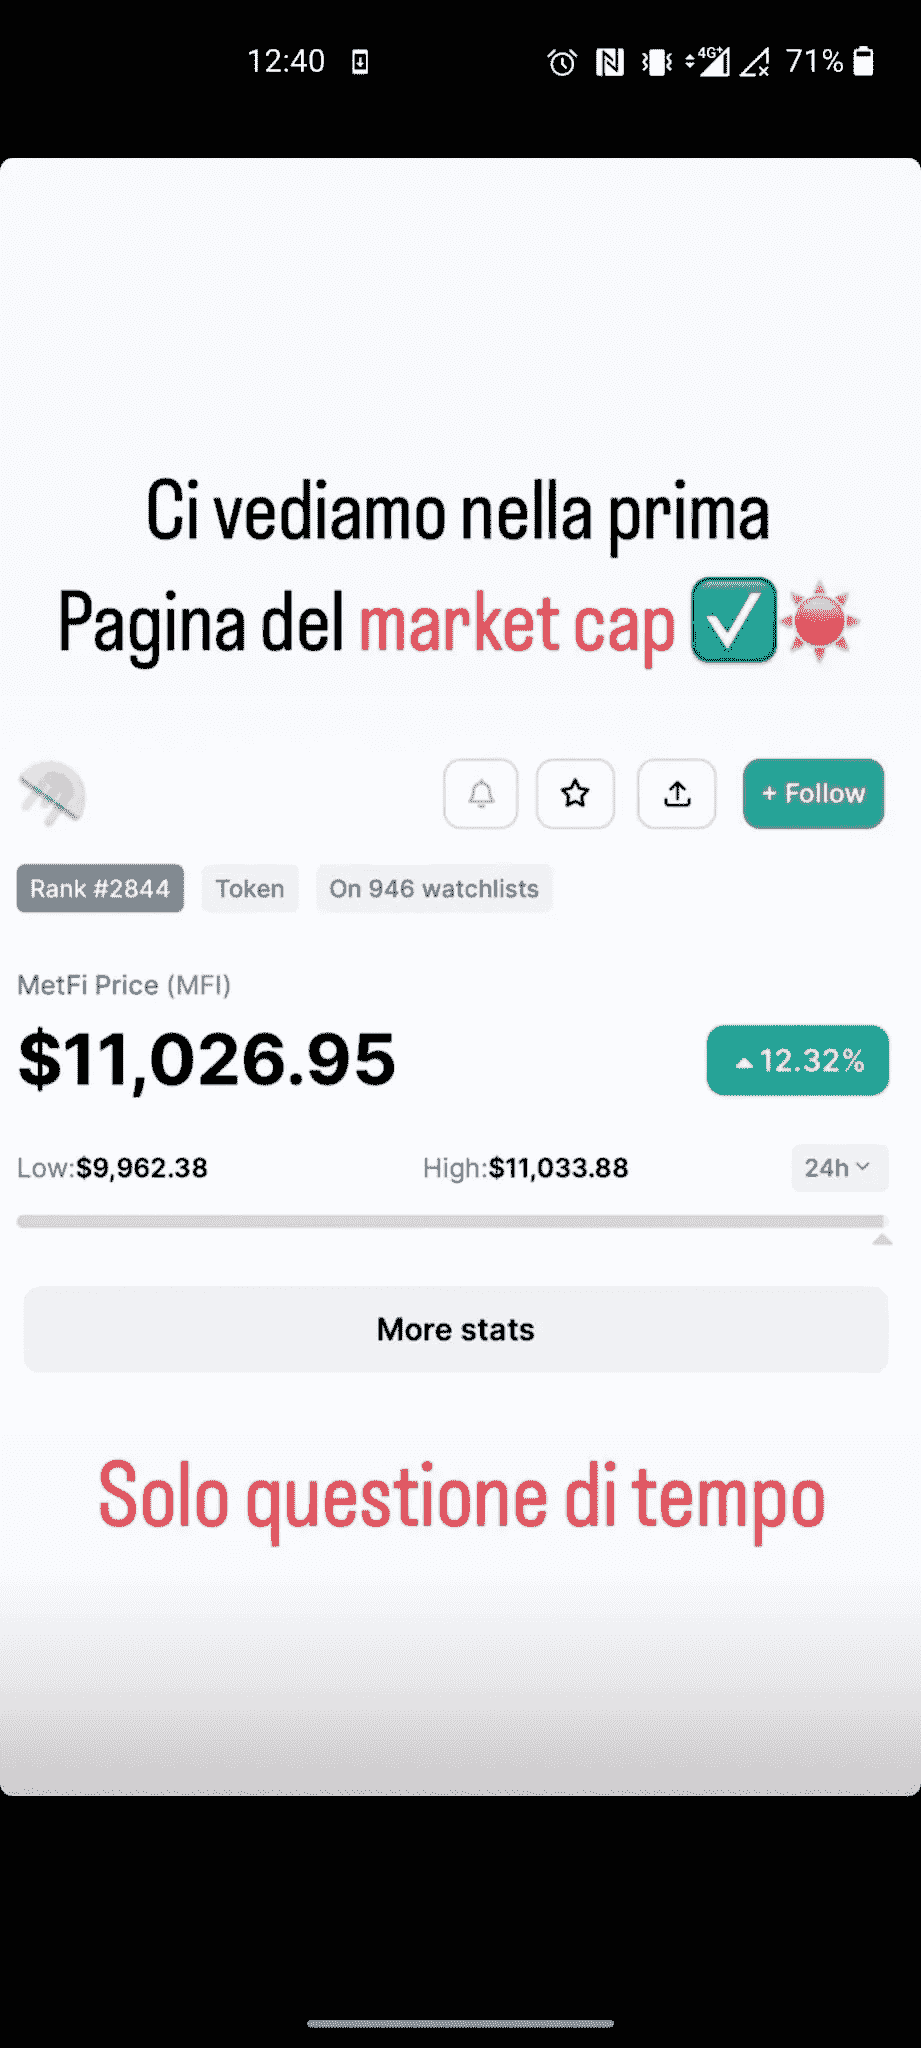 12:40 4G+ 71%
Ci vediamo nella prima
Pagina del market cap ✅☀
+ Follow
Rank #2844 Token On 946 watchlists
MetFi Price (MFI)
$11,026.95 ▲12.32%
Low:$9,962.38 High:$11,033.88 24h
More stats
Solo questione di tempo